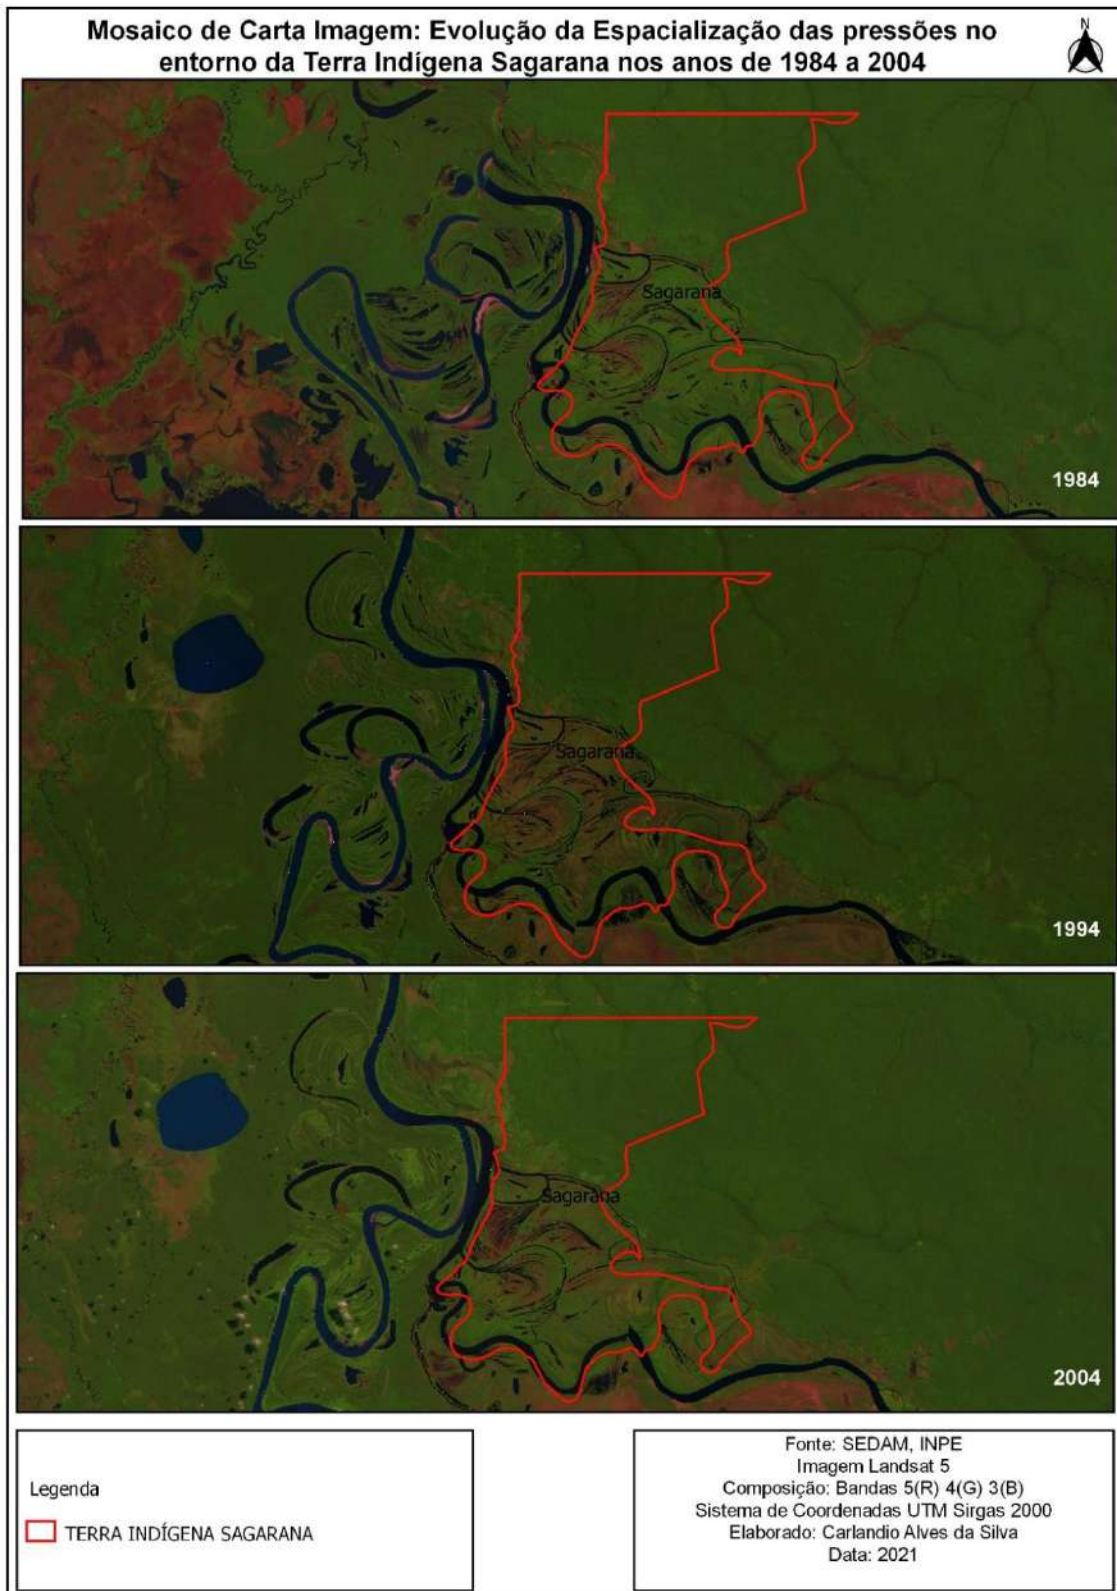 Mosaico de Carta Imagem: Evolução da Espacialização das pressões no
entorno da Terra Indígena Sagarana nos anos de 1984 a 2004
N
Sagarana
1984
Sagarana
1994
Sagarana
2004
Legenda
TERRA INDÍGENA SAGARANA
Fonte: SEDAM, INPE
Imagem Landsat 5
Composição: Bandas 5(R) 4(G) 3(B)
Sistema de Coordenadas UTM Sirgas 2000
Elaborado: Carlandio Alves da Silva
Data: 2021